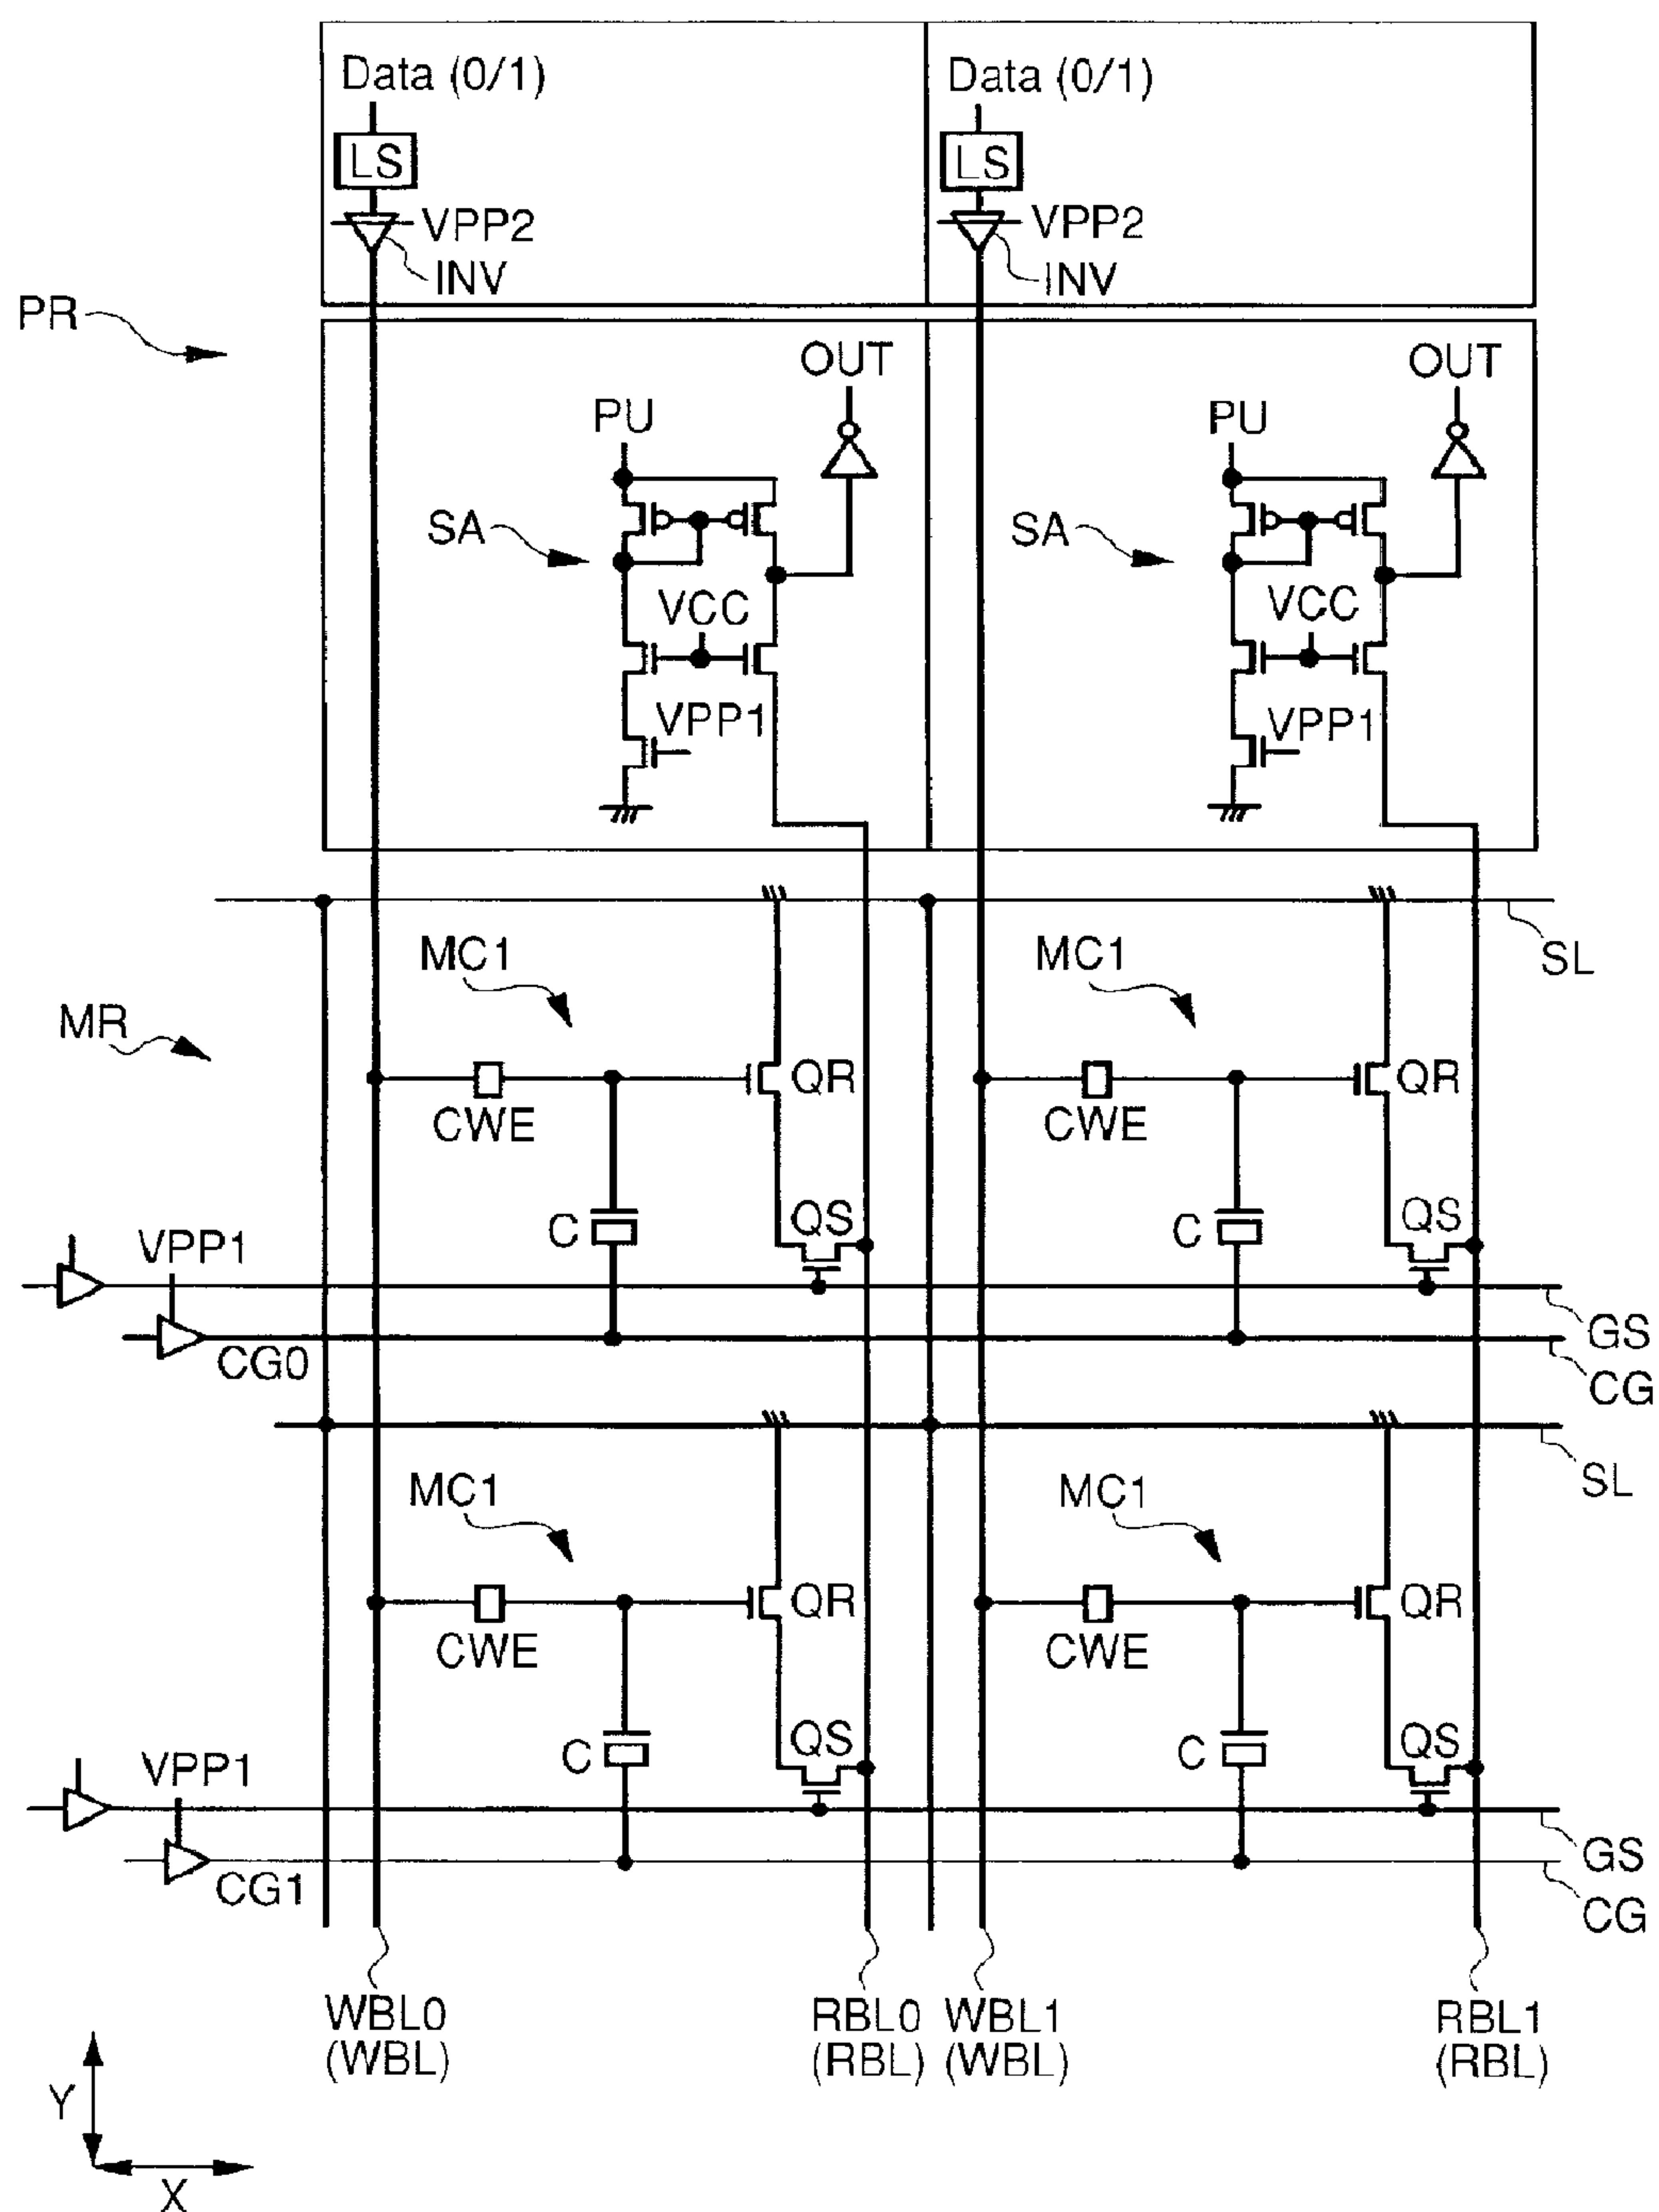 Data (0/1)
Data (0/1)
LS
LS
VPP2
VPP2
INV
INV
PR
OUT
OUT
PU
PU
SA
SA
VCC
VCC
VPP1
VPP1
SL
MC1
MC1
MR
QR
QR
CWE
CWE
C
QS
C
QS
VPP1
GS
CG0
CG
SL
MC1
MC1
QR
QR
CWE
CWE
C
QS
C
QS
VPP1
GS
CG1
CG
WBL0
(WBL)
RBL0
(RBL)
WBL1
(WBL)
RBL1
(RBL)
Y
X